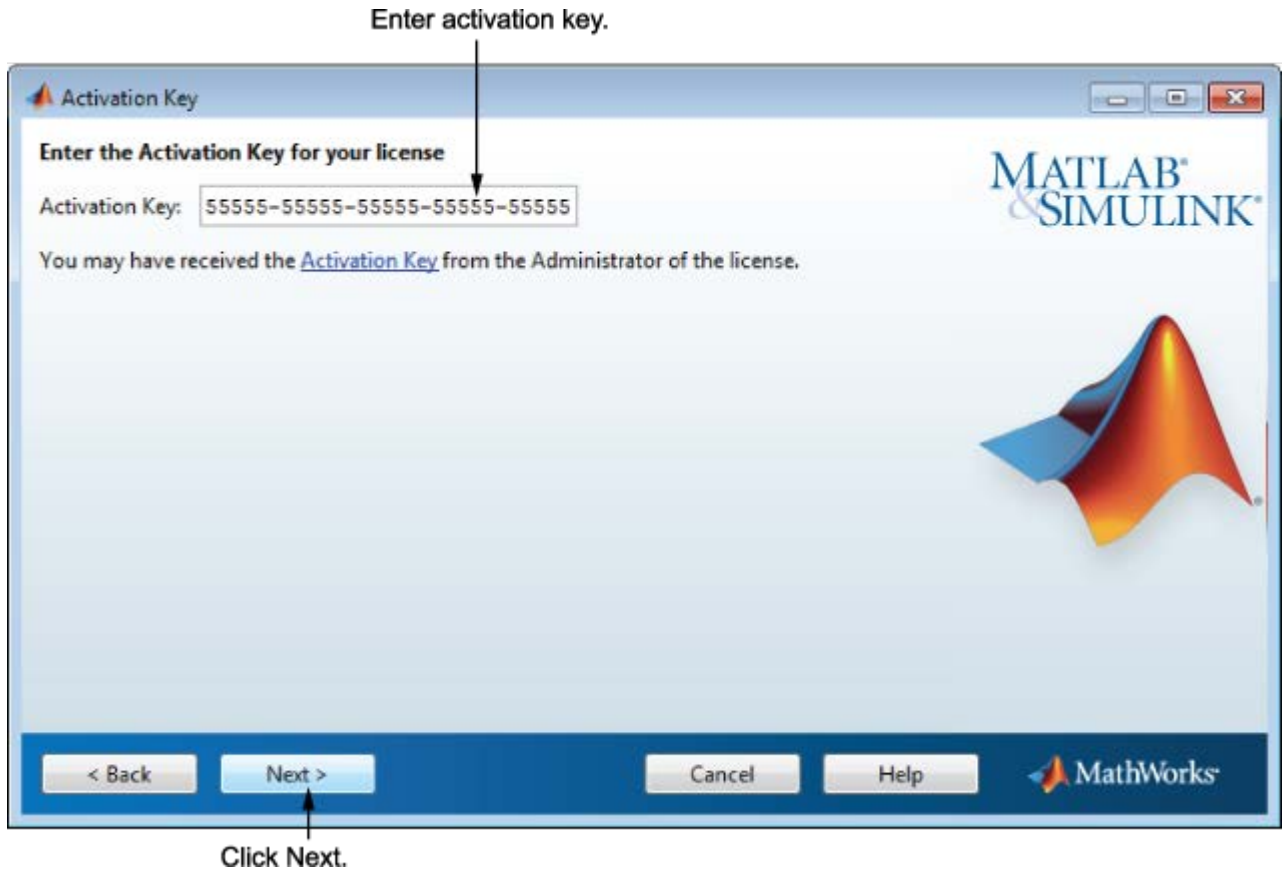 Enter activation key.
Activation Key
Enter the Activation Key for your license
Activation Key: 55555-55555-55555-55555-55555
You may have received the Activation Key from the Administrator of the license.
MATLAB®
&SIMULINK®
®
< Back Next > Cancel Help MathWorks®
Click Next.